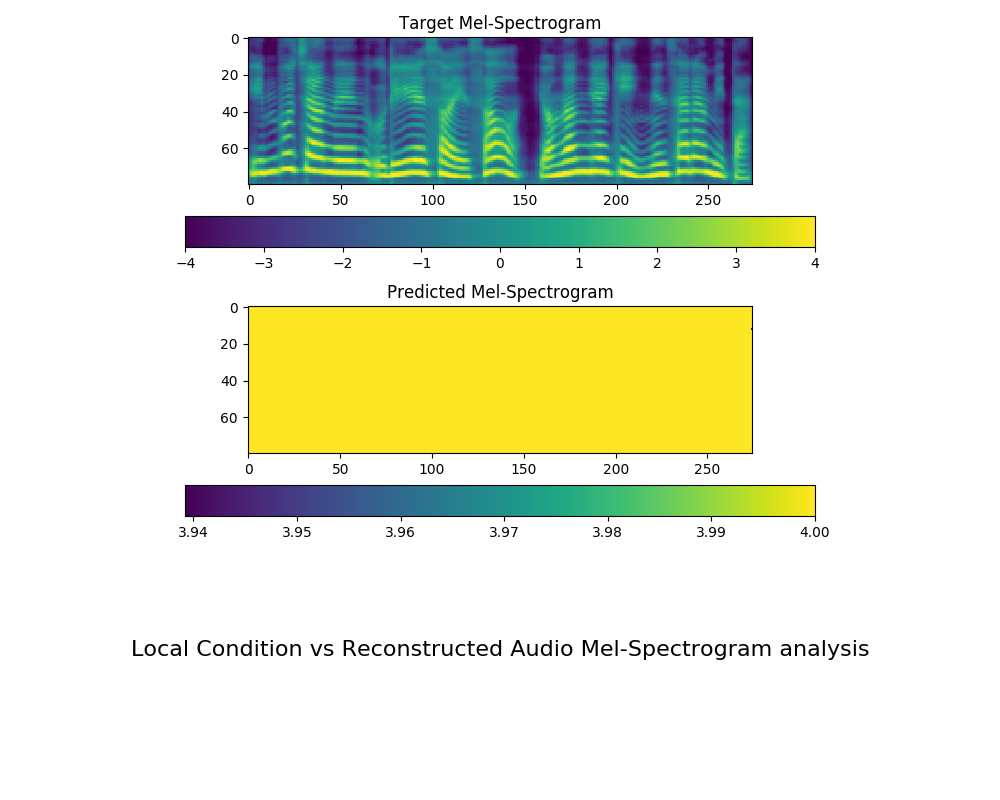 Target Mel-Spectrogram
0
20
40
60
0 50 100 150 200 250
−4 −3 −2 −1 0 1 2 3 4
Predicted Mel-Spectrogram
0
20
40
60
0 50 100 150 200 250
3.94 3.95 3.96 3.97 3.98 3.99 4.00
Local Condition vs Reconstructed Audio Mel-Spectrogram analysis